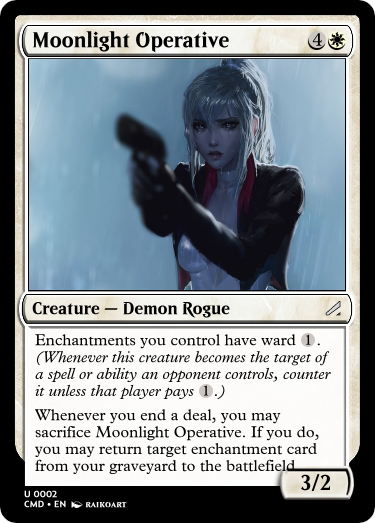 Moonlight Operative 4
Creature — Demon Rogue
Enchantments you control have ward 1.
(Whenever this creature becomes the target
of a spell or ability an opponent controls, counter
it unless that player pays 1.)
Whenever you end a deal, you may
sacrifice Moonlight Operative. If you do,
you may return target enchantment card
from your graveyard to the battlefield.
3/2
U 0002
CMD • EN RAIKOART